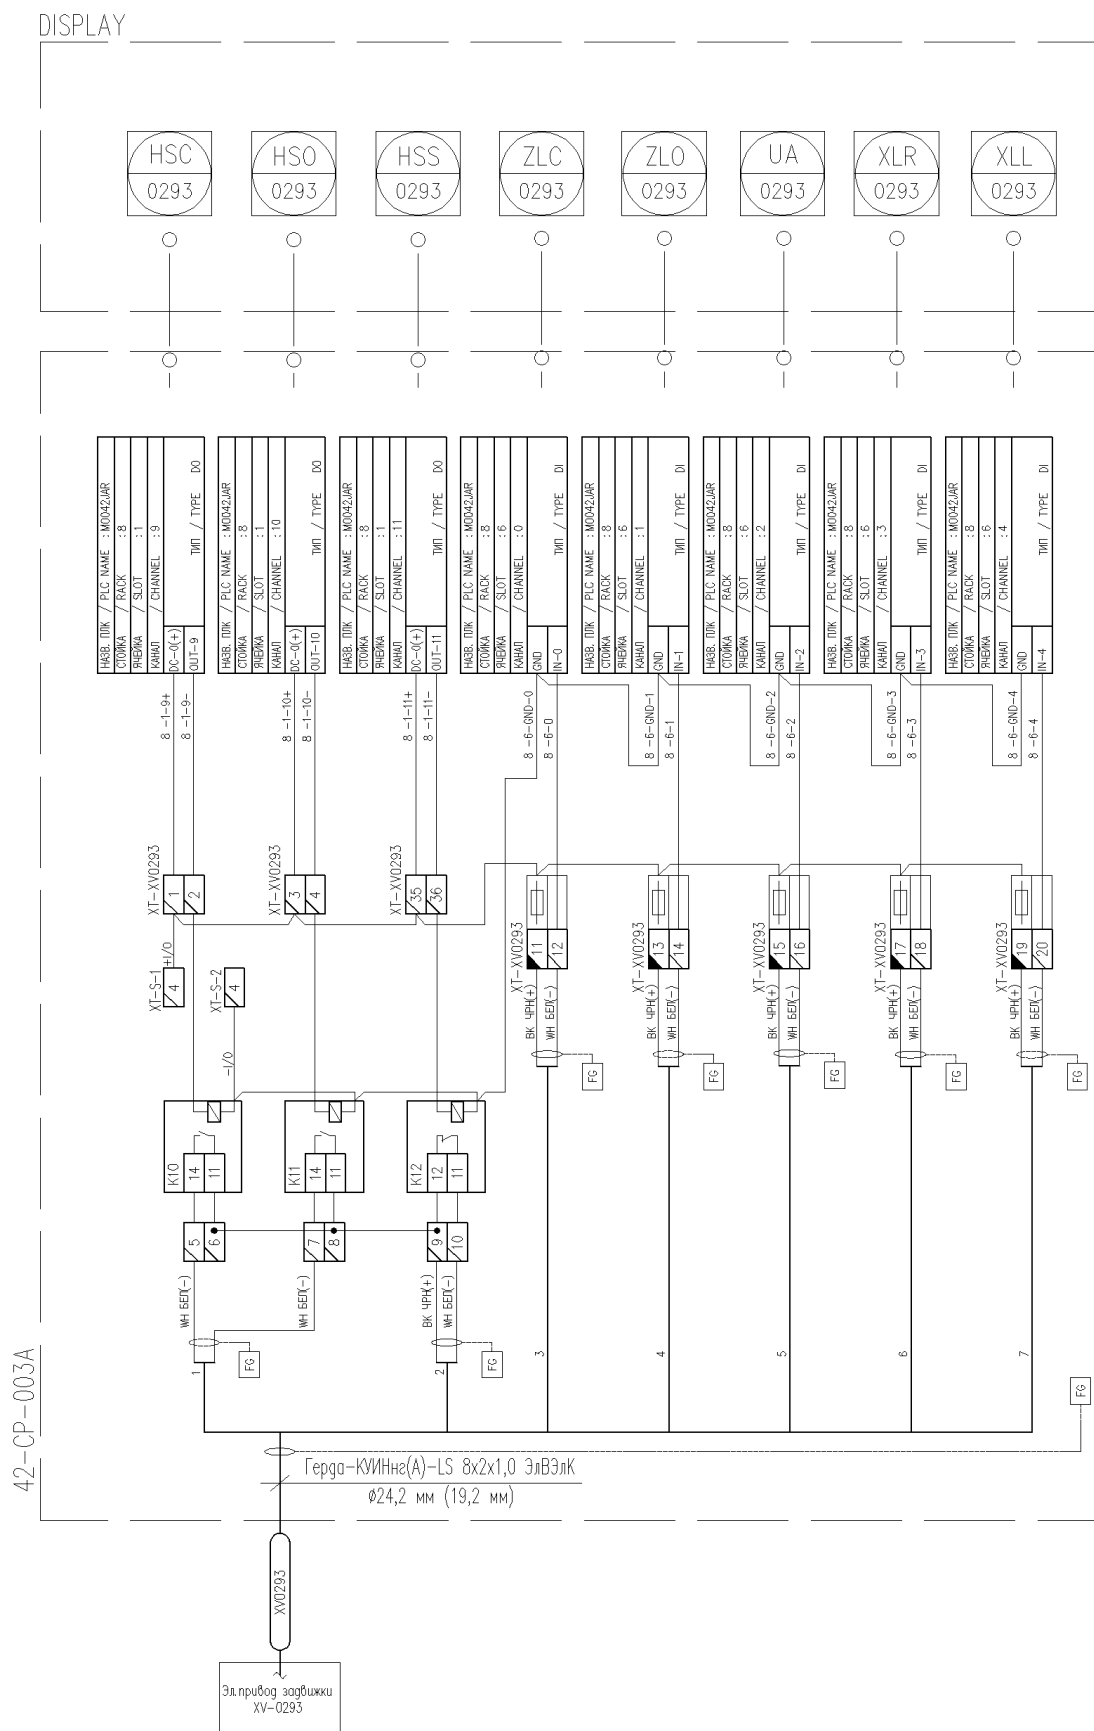 DISPLAY
HSC
0293
HSO
0293
HSS
0293
ZLC
0293
ZLO
0293
UA
0293
XLR
0293
XLL
0293
НАЗВ. ПЛК / PLC NAME : M0042JAR
СТОЙКА / RACK :8
ЯЧЕЙКА / SLOT :1
КАНАЛ / CHANNEL :9
DC-0(+)
OUT-9
ТИП / TYPE DO
НАЗВ. ПЛК / PLC NAME : M0042JAR
СТОЙКА / RACK :8
ЯЧЕЙКА / SLOT :1
КАНАЛ / CHANNEL :10
DC-0(+)
OUT-10
ТИП / TYPE DO
НАЗВ. ПЛК / PLC NAME : M0042JAR
СТОЙКА / RACK :8
ЯЧЕЙКА / SLOT :1
КАНАЛ / CHANNEL :11
DC-0(+)
OUT-11
ТИП / TYPE DO
НАЗВ. ПЛК / PLC NAME : M0042JAR
СТОЙКА / RACK :8
ЯЧЕЙКА / SLOT :6
КАНАЛ / CHANNEL :0
GND
IN-0
ТИП / TYPE DI
НАЗВ. ПЛК / PLC NAME : M0042JAR
СТОЙКА / RACK :8
ЯЧЕЙКА / SLOT :6
КАНАЛ / CHANNEL :1
GND
IN-1
ТИП / TYPE DI
НАЗВ. ПЛК / PLC NAME : M0042JAR
СТОЙКА / RACK :8
ЯЧЕЙКА / SLOT :6
КАНАЛ / CHANNEL :2
GND
IN-2
ТИП / TYPE DI
НАЗВ. ПЛК / PLC NAME : M0042JAR
СТОЙКА / RACK :8
ЯЧЕЙКА / SLOT :6
КАНАЛ / CHANNEL :3
GND
IN-3
ТИП / TYPE DI
НАЗВ. ПЛК / PLC NAME : M0042JAR
СТОЙКА / RACK :8
ЯЧЕЙКА / SLOT :6
КАНАЛ / CHANNEL :4
GND
IN-4
ТИП / TYPE DI
8 -1-9+
8 -1-9-
8 -1-10+
8 -1-10-
8 -1-11+
8 -1-11-
8 -6-GND-0
8 -6-0
8 -6-GND-1
8 -6-1
8 -6-GND-2
8 -6-2
8 -6-GND-3
8 -6-3
8 -6-GND-4
8 -6-4
XT-XV0293
1
2
XT-XV0293
3
4
XT-XV0293
35
36
XT-XV0293
11
12
XT-XV0293
13
14
XT-XV0293
15
16
XT-XV0293
17
18
XT-XV0293
19
20
XT-S-1
4
+I/O
XT-S-2
4
-I/O
BK ЧРН(+)
WH БЕЛ(-)
BK ЧРН(+)
WH БЕЛ(-)
BK ЧРН(+)
WH БЕЛ(-)
BK ЧРН(+)
WH БЕЛ(-)
BK ЧРН(+)
WH БЕЛ(-)
FG
FG
FG
FG
FG
K10
14
11
K11
14
11
K12
12
11
5
6
7
8
9
10
WH БЕЛ(-)
WH БЕЛ(-)
BK ЧРН(+)
WH БЕЛ(-)
FG
FG
1
2
3
4
5
6
7
FG
42-CP-003A
Герда-КУИНнг(А)-LS 8х2х1,0 ЭлВЭлК
Ø24,2 мм (19,2 мм)
XV0293
Эл.привод задвижки
XV-0293